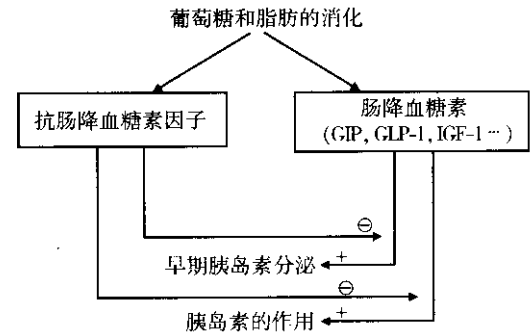 葡萄糖和脂肪的消化
抗肠降血糖素因子
肠降血糖素
(GIP, GLP-1, IGF-1…)
⊖
早期胰岛素分泌
+
⊖
胰岛素的作用
+